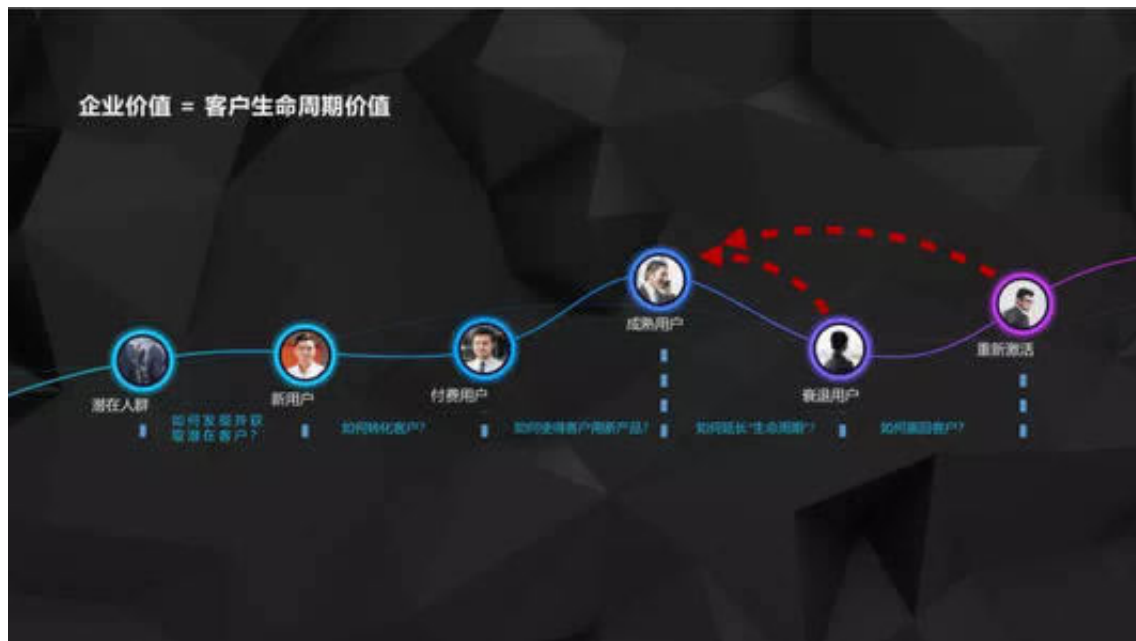 企业价值 = 客户生命周期价值
潜在人群
新用户
付费用户
成熟用户
衰退用户
重新激活
如何发现并获
取潜在客户？
如何转化客户？
如何使得客户用新产品？
如何延长“生命周期”？
如何赢回客户？